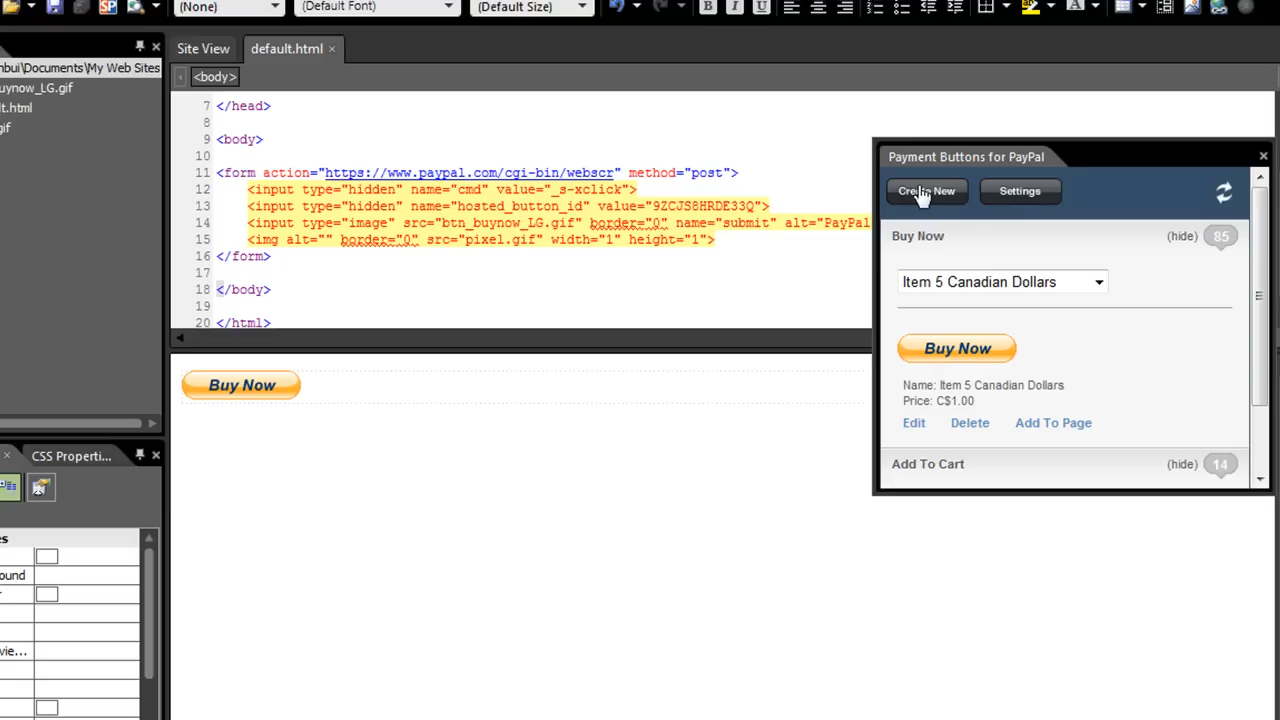 (None)
(Default Font)
(Default Size)
B I U
Site View default.html ×
\Documents\My Web Sites
<body>
7 </head>
8
9 <body>
10
11 <form action="https://www.paypal.com/cgi-bin/webscr" method="post">
12 <input type="hidden" name="cmd" value="_s-xclick">
13 <input type="hidden" name="hosted_button_id" value="9ZCJS8HRDE33Q">
14 <input type="image" src="btn_buynow_LG.gif" border="0" name="submit" alt="PayPal
15 <img alt="" border="0" src="pixel.gif" width="1" height="1">
16 </form>
17
18 </body>
19
20 </html>
Buy Now
CSS Properti...
Payment Buttons for PayPal
Create New Settings
Buy Now (hide) 85
Item 5 Canadian Dollars
Buy Now
Name: Item 5 Canadian Dollars
Price: C$1.00
Edit Delete Add To Page
Add To Cart (hide) 14